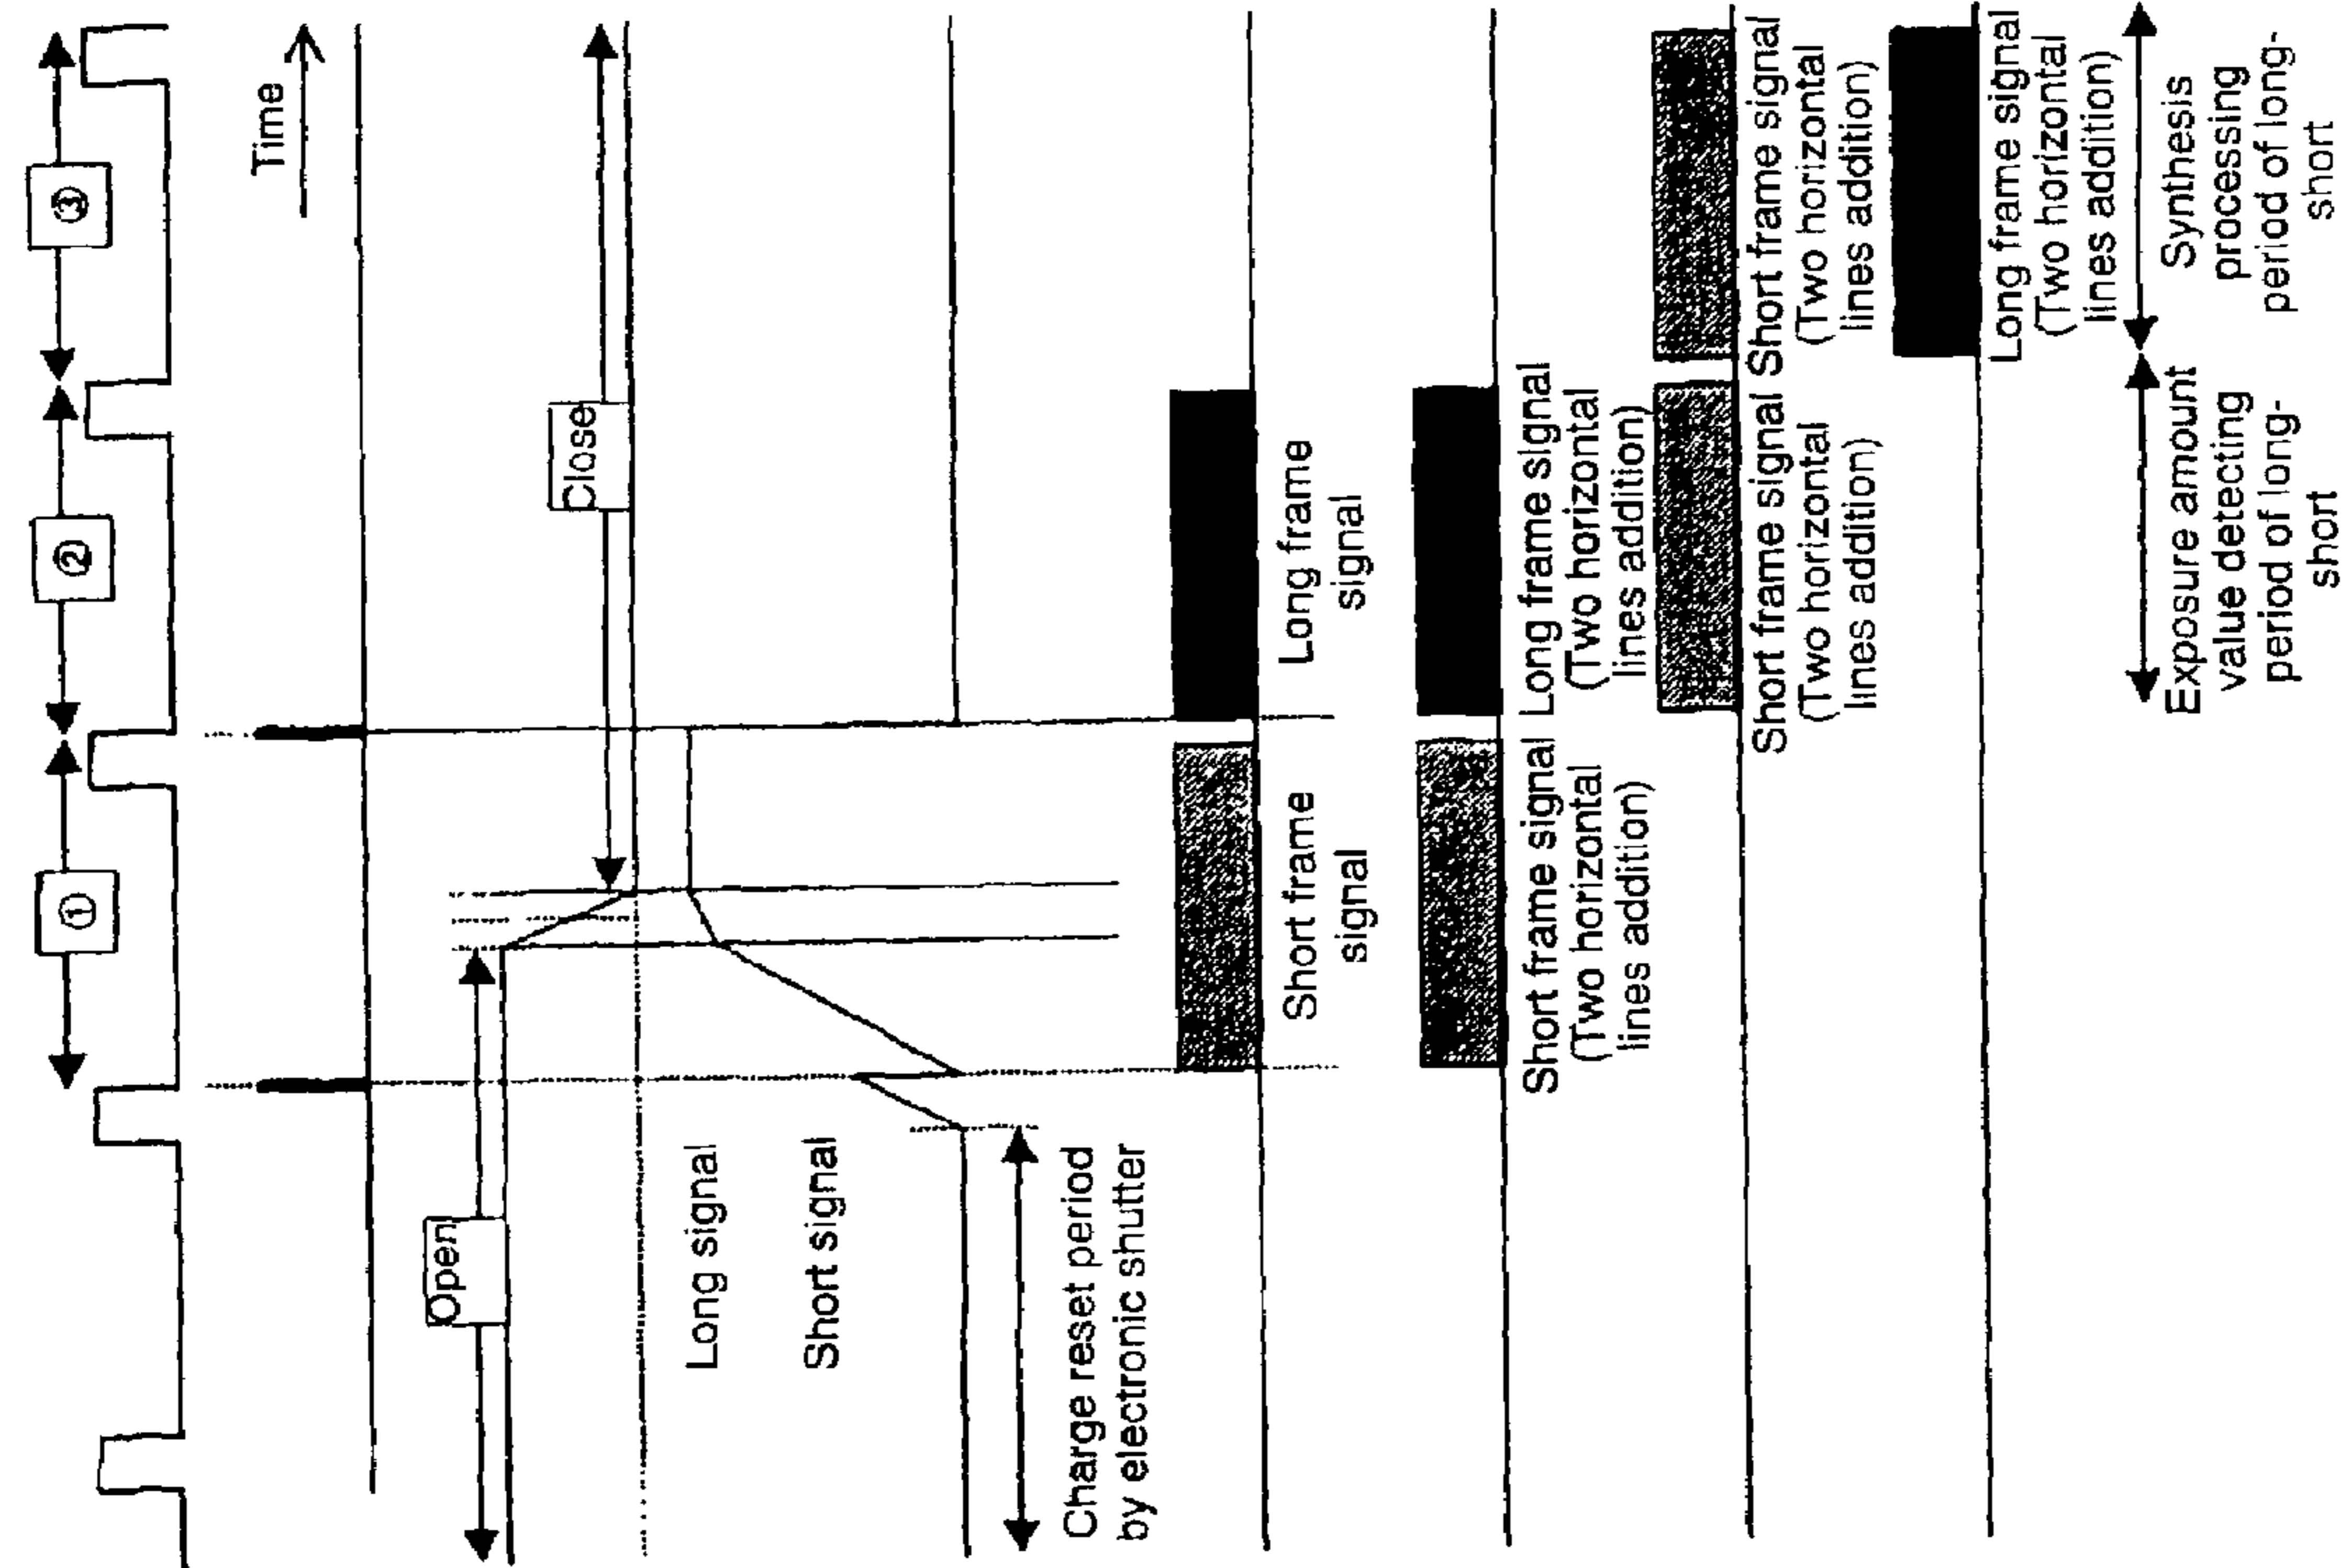 ①
②
③
Time
Open
Close
Long signal
Short signal
Charge reset period
by electronic shutter
Short frame
signal
Long frame
signal
Short frame signal
(Two horizontal
lines addition)
Long frame signal
(Two horizontal
lines addition)
Short frame signal
(Two horizontal
lines addition)
Short frame signal
(Two horizontal
lines addition)
Long frame signal
(Two horizontal
lines addition)
Exposure amount
value detecting
period of long-
short
Synthesis
processing
period of long-
short